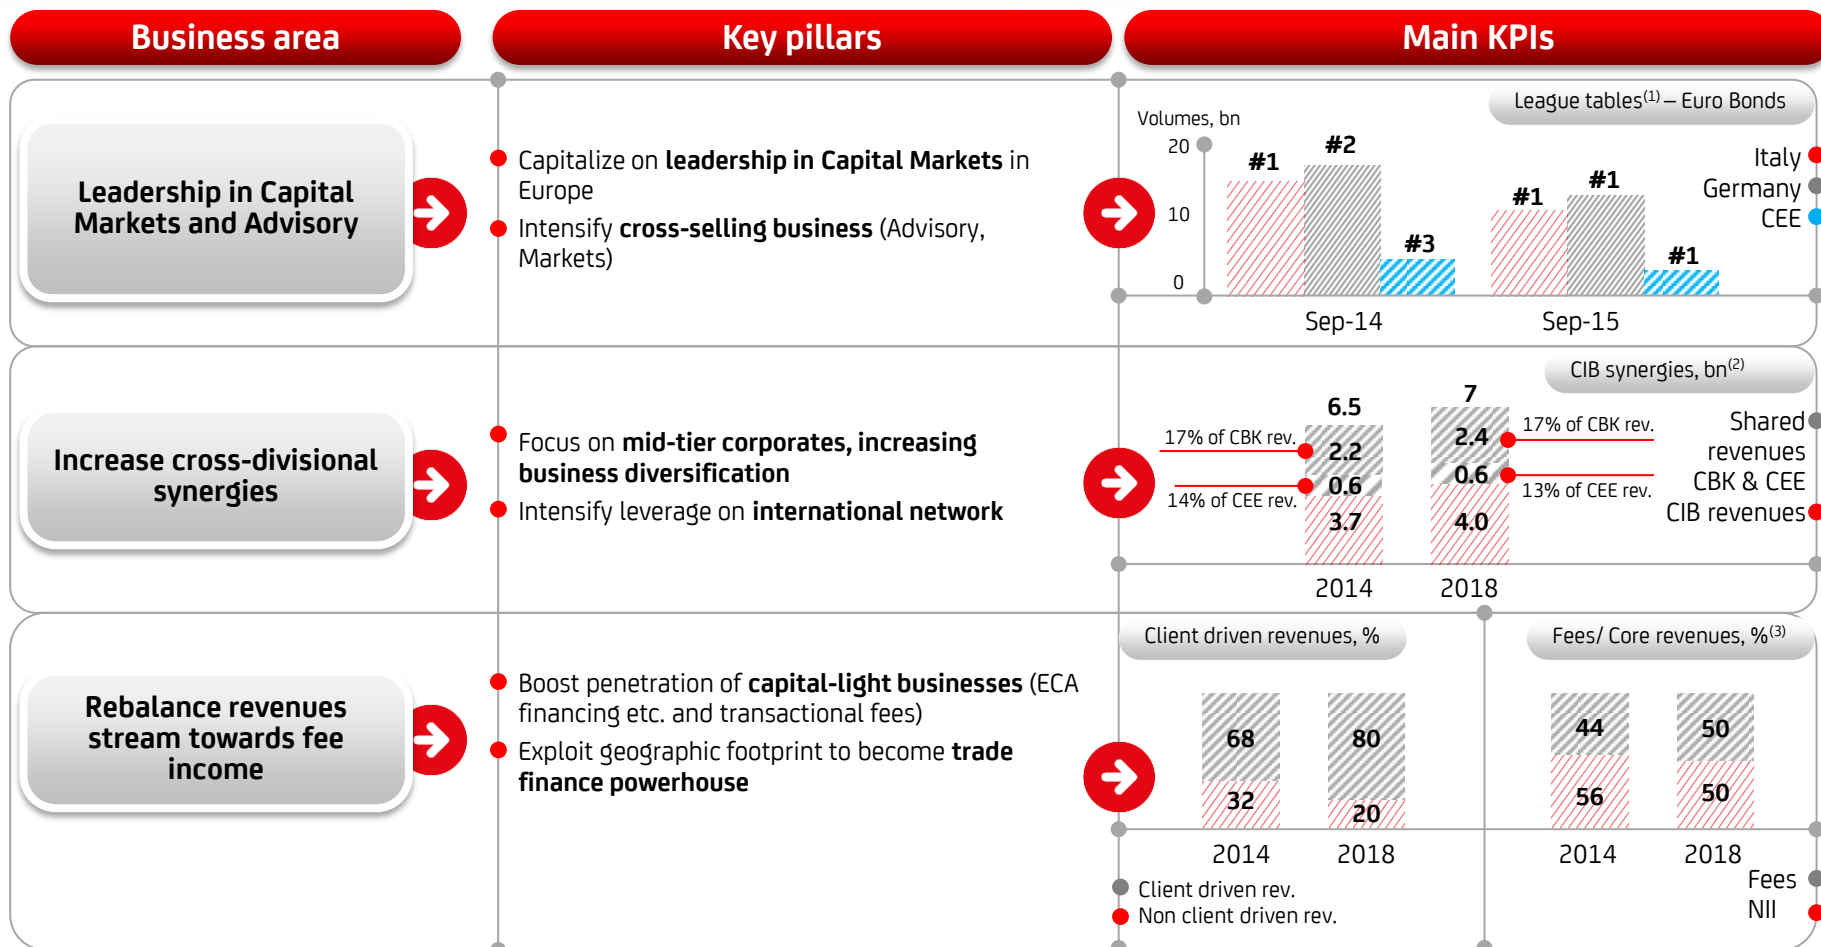 Business area
Key pillars
Main KPIs
Leadership in Capital
Markets and Advisory
Capitalize on leadership in Capital Markets in
Europe
Intensify cross-selling business (Advisory,
Markets)
League tables(1) – Euro Bonds
Volumes, bn
20
10
0
#1
#2
#3
#1
#1
#1
Sep-14
Sep-15
Italy
Germany
CEE
Increase cross-divisional
synergies
Focus on mid-tier corporates, increasing
business diversification
Intensify leverage on international network
CIB synergies, bn(2)
17% of CBK rev.
14% of CEE rev.
6.5
2.2
0.6
3.7
7
2.4
0.6
4.0
17% of CBK rev.
13% of CEE rev.
2014
2018
Shared
revenues
CBK & CEE
CIB revenues
Rebalance revenues
stream towards fee
income
Boost penetration of capital-light businesses (ECA
financing etc. and transactional fees)
Exploit geographic footprint to become trade
finance powerhouse
Client driven revenues, %
68
32
80
20
2014
2018
Client driven rev.
Non client driven rev.
Fees/ Core revenues, %(3)
44
56
50
50
2014
2018
Fees
NII